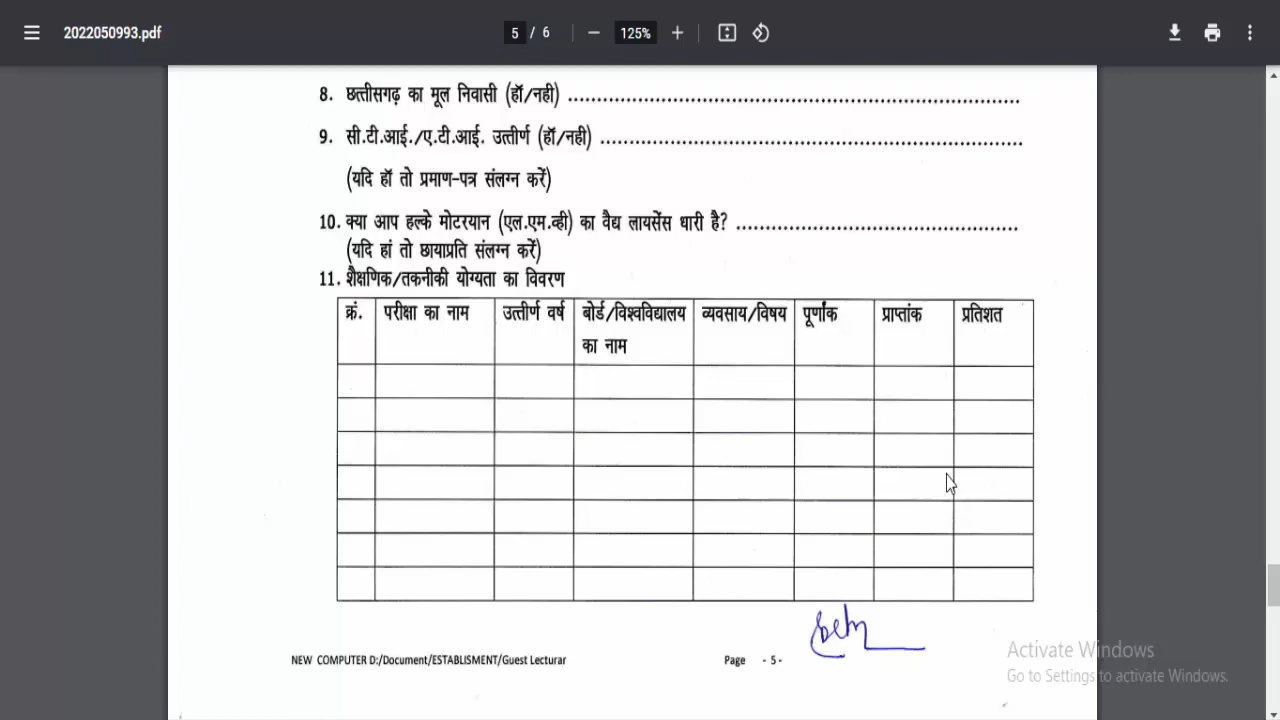 2022050993.pdf
5 / 6
125%
8. छत्तीसगढ़ का मूल निवासी (हॉ/नही) ................................................................................
9. सी.टी.आई./ए.टी.आई. उत्तीर्ण (हॉ/नही) ..........................................................................
(यदि हॉ तो प्रमाण-पत्र संलग्न करें)
10. क्या आप हल्के मोटरयान (एल.एम.व्ही) का वैद्य लायसेंस धारी है? ..................................................
(यदि हां तो छायाप्रति संलग्न करें)
11. शैक्षणिक/तकनीकी योग्यता का विवरण
क्रं. परीक्षा का नाम उत्तीर्ण वर्ष बोर्ड/विश्वविद्यालय व्यवसाय/विषय पूर्णांक प्राप्तांक प्रतिशत
का नाम
NEW COMPUTER D:/Document/ESTABLISMENT/Guest Lecturar Page - 5-
Activate Windows
Go to Settings to activate Windows.